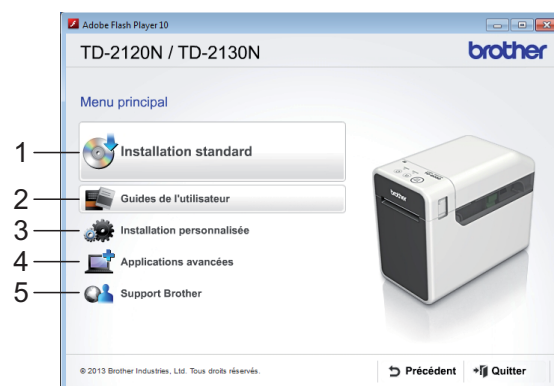 Adobe Flash Player 10
TD-2120N / TD-2130N
brother
Menu principal
1 Installation standard
2 Guides de l'utilisateur
3 Installation personnalisée
4 Applications avancées
5 Support Brother
brother
© 2013 Brother Industries, Ltd. Tous droits réservés.
Précédent
Quitter